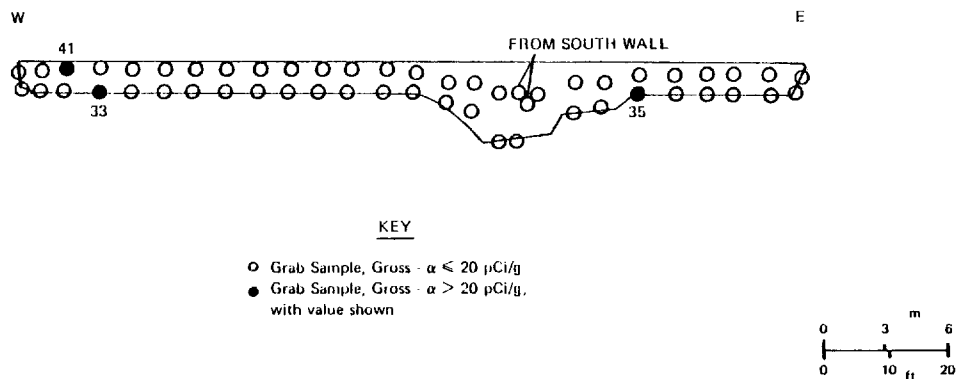 W E
41
FROM SOUTH WALL
33 35
KEY
Grab Sample, Gross - α ≤ 20 pCi/g
Grab Sample, Gross - α > 20 pCi/g,
with value shown
m
0 3 6
0 10 20
ft